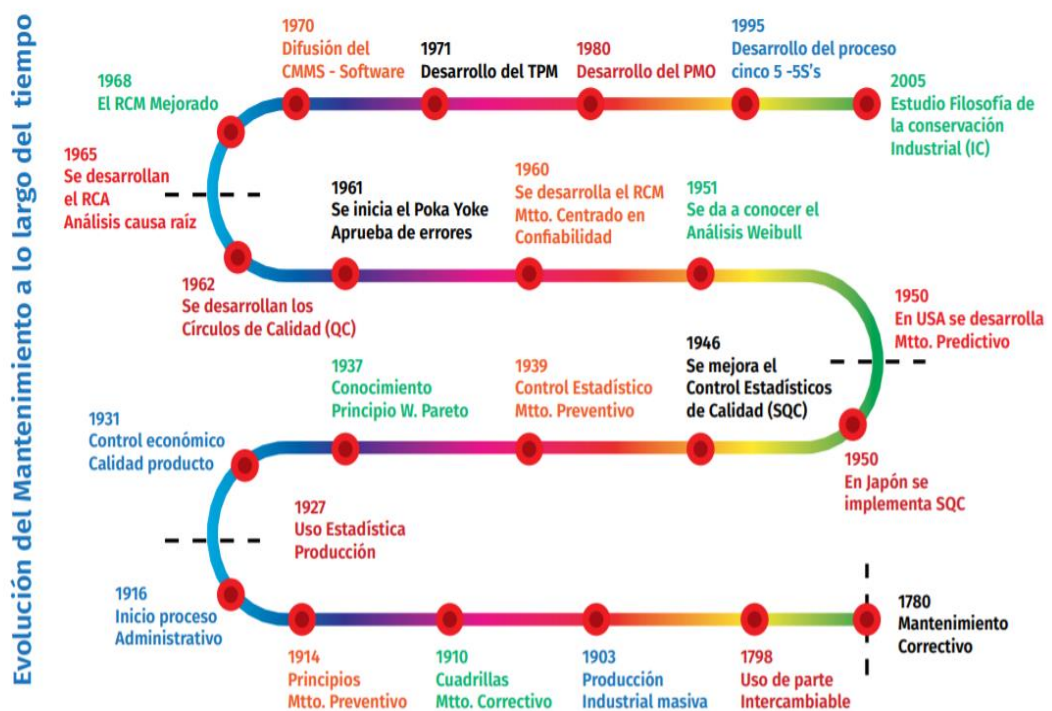 Evolución del Mantenimiento a lo largo del tiempo
1970
Difusión del
CMMS - Software
1971
Desarrollo del TPM
1980
Desarrollo del PMO
1995
Desarrollo del proceso
cinco 5 -5S's
2005
Estudio Filosofía de
la conservación
Industrial (IC)
1968
El RCM Mejorado
1965
Se desarrollan
el RCA
Análisis causa raíz
1962
Se desarrollan los
Círculos de Calidad (QC)
1961
Se inicia el Poka Yoke
Aprueba de errores
1960
Se desarrolla el RCM
Mtto. Centrado en
Confiabilidad
1951
Se da a conocer el
Análisis Weibull
1950
En USA se desarrolla
Mtto. Predictivo
1950
En Japón se
implementa SQC
1946
Se mejora el
Control Estadísticos
de Calidad (SQC)
1939
Control Estadístico
Mtto. Preventivo
1937
Conocimiento
Principio W. Pareto
1931
Control económico
Calidad producto
1927
Uso Estadística
Producción
1916
Inicio proceso
Administrativo
1914
Principios
Mtto. Preventivo
1910
Cuadrillas
Mtto. Correctivo
1903
Producción
Industrial masiva
1798
Uso de parte
Intercambiable
1780
Mantenimiento
Correctivo